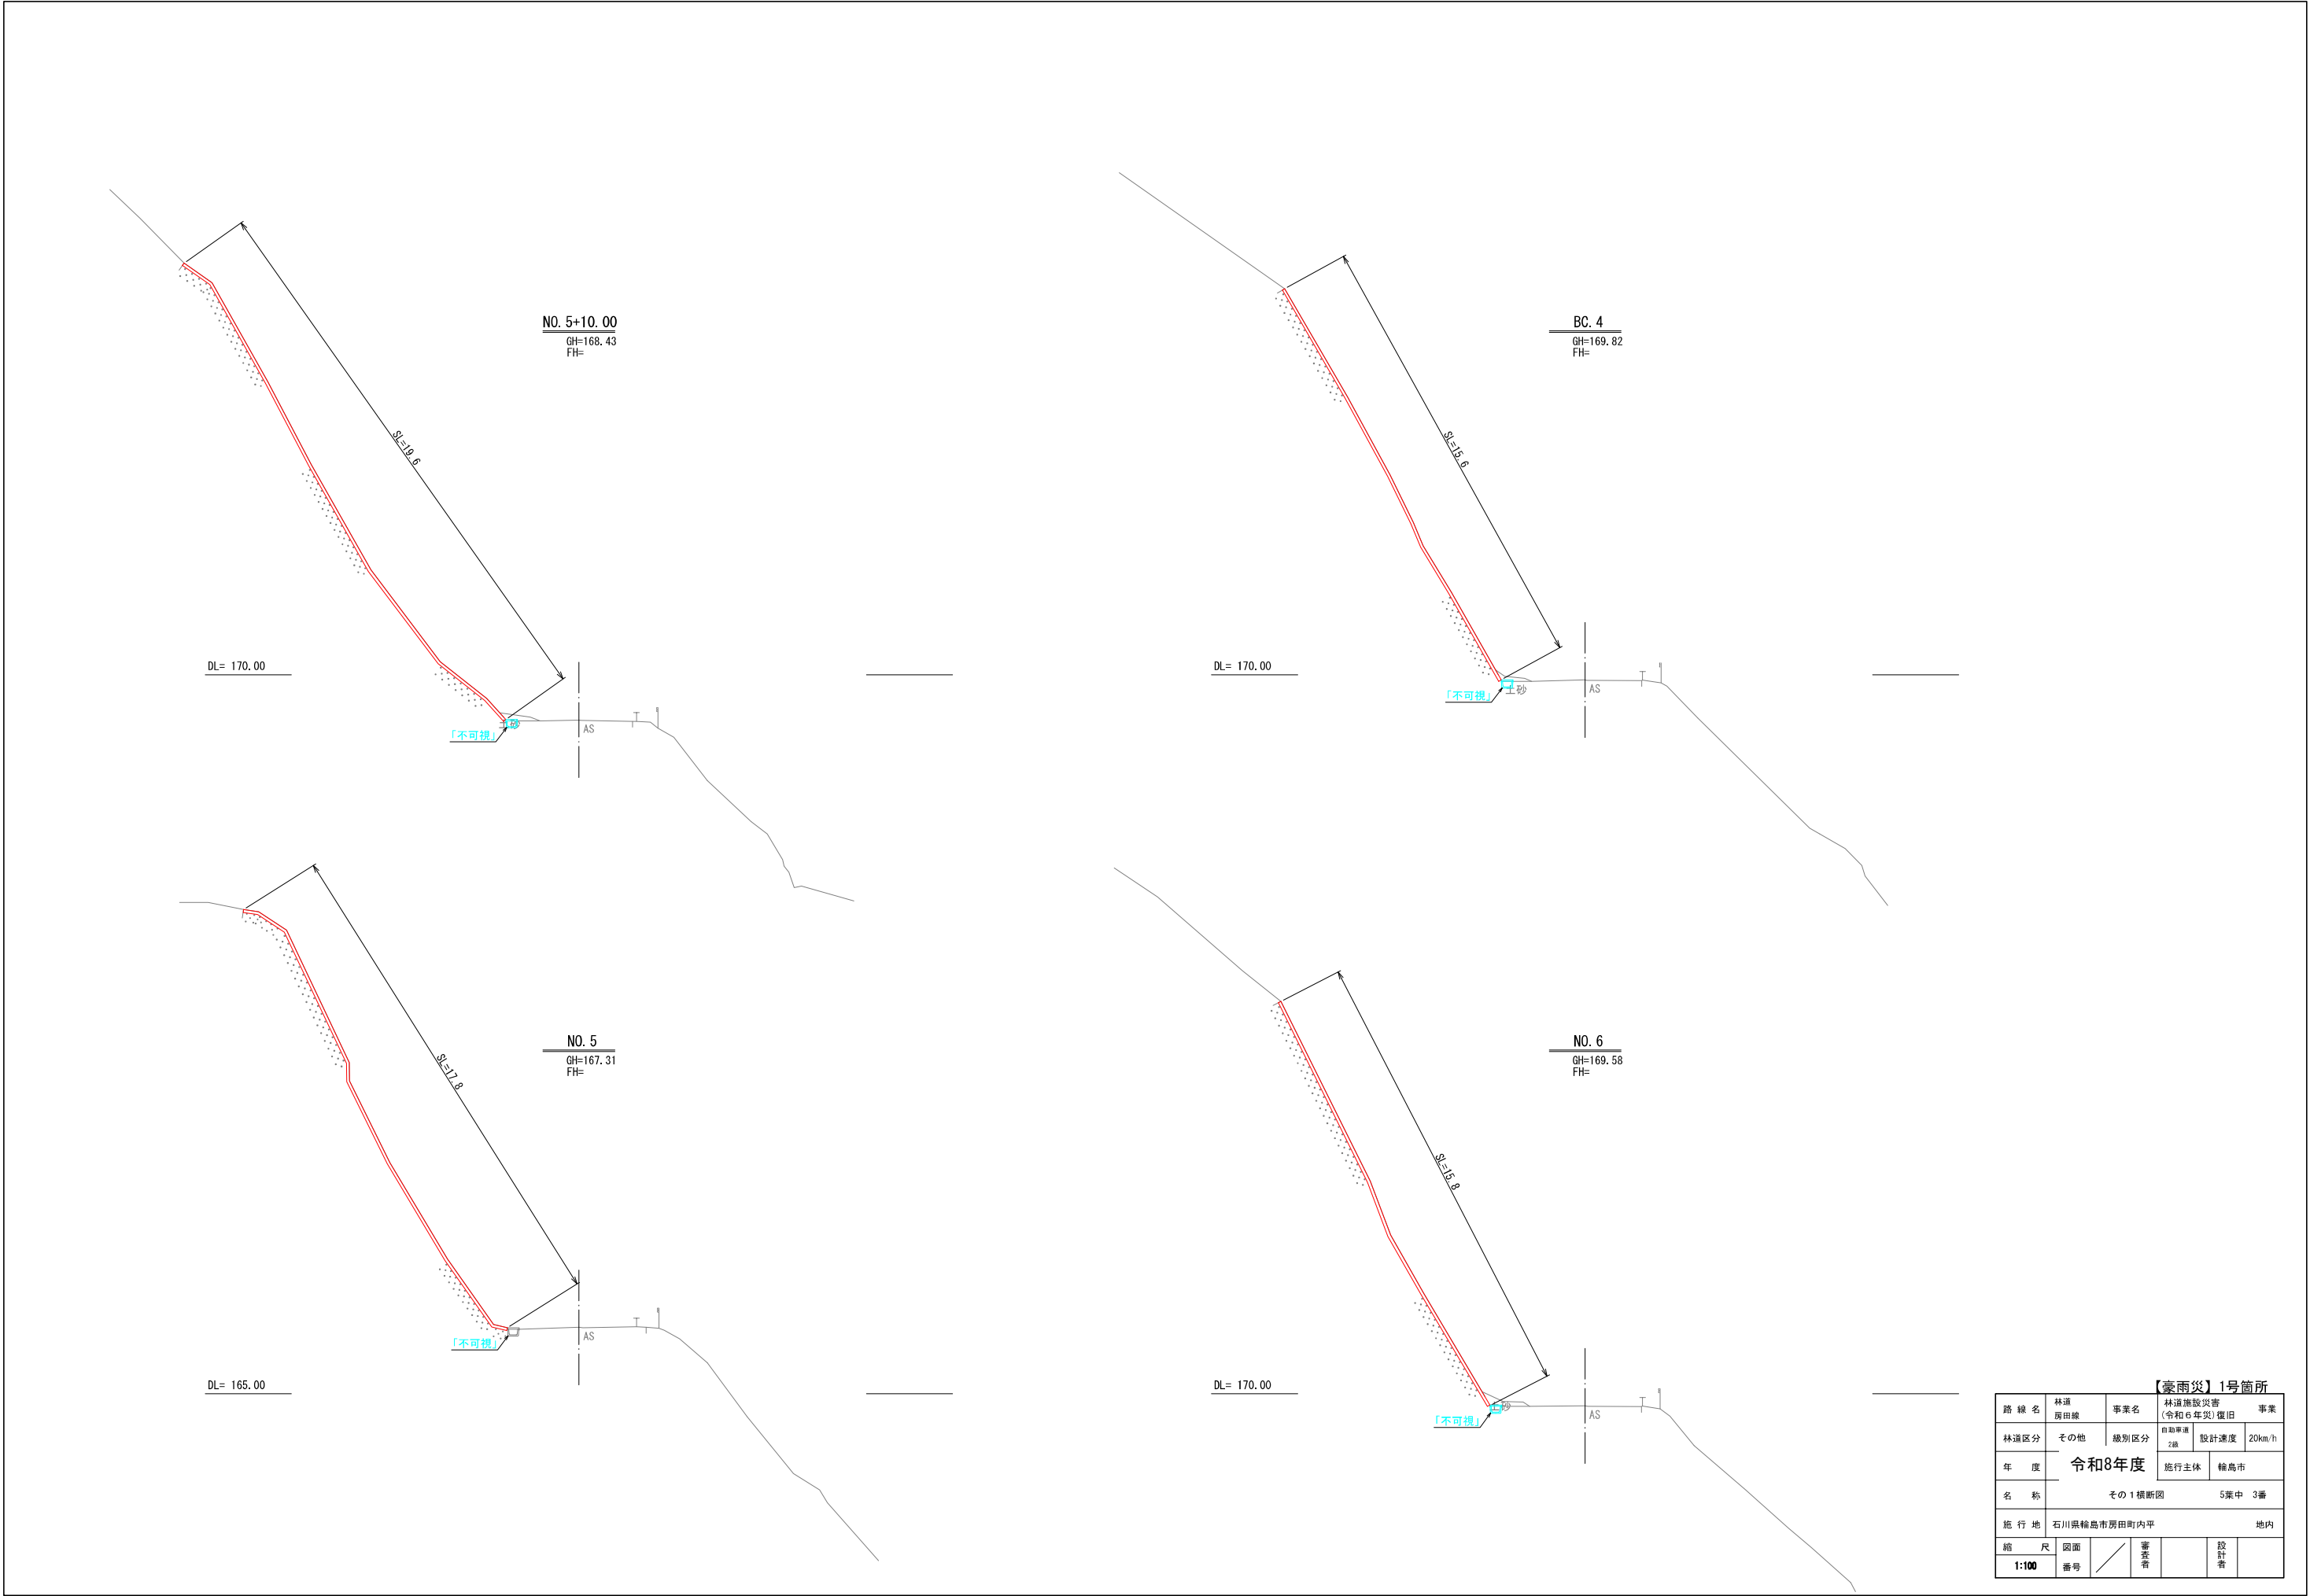 NO. 5+10.00
GH=168.43
FH=
SL=19.6
DL= 170.00
土砂
「不可視」
AS
BC. 4
GH=169.82
FH=
SL=15.6
DL= 170.00
土砂
「不可視」
AS
NO. 5
GH=167.31
FH=
SL=17.8
「不可視」
AS
DL= 165.00
NO. 6
GH=169.58
FH=
SL=15.8
DL= 170.00
土砂
「不可視」
AS
【豪雨災】1号箇所
路線名 林道 房田線 事業名 林道施設災害 (令和6年災)復旧 事業
林道区分 その他 級別区分 自動車道 2級 設計速度 20km/h
年度 令和8年度 施行主体 輪島市
名称 その1横断図 5葉中 3番
施行地 石川県輪島市房田町内平 地内
縮尺 1:100 図面番号 審査者 設計者